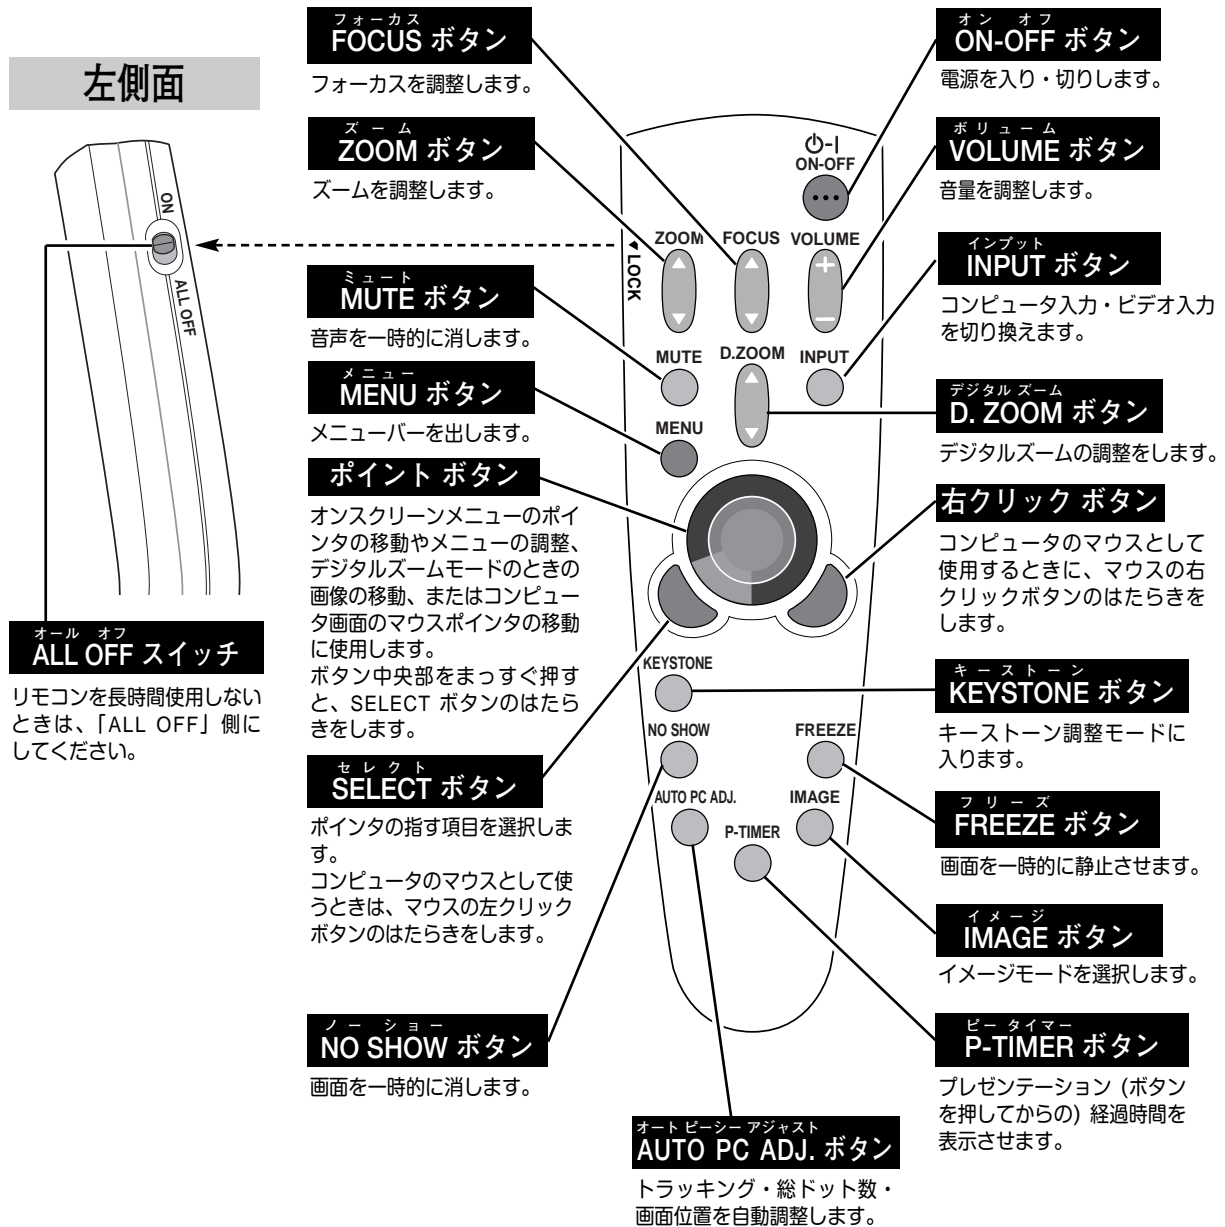 左側面
ON
ALL OFF
オール オフ
ALL OFF スイッチ
リモコンを長時間使用しない
ときは、「ALL OFF」側に
してください。
フォーカス
FOCUS ボタン
フォーカスを調整します。
ズーム
ZOOM ボタン
ズームを調整します。
ミュート
MUTE ボタン
音声を一時的に消します。
メニュー
MENU ボタン
メニューバーを出します。
ポイント ボタン
オンスクリーンメニューのポイ
ンタの移動やメニューの調整、
デジタルズームモードのときの
画像の移動、またはコンピュー
タ画面のマウスポインタの移動
に使用します。
ボタン中央部をまっすぐ押す
と、SELECT ボタンのはたら
きをします。
セレクト
SELECT ボタン
ポインタの指す項目を選択しま
す。
コンピュータのマウスとして使
うときは、マウスの左クリック
ボタンのはたらきをします。
ノー ショー
NO SHOW ボタン
画面を一時的に消します。
-I
ON-OFF
ZOOM FOCUS VOLUME
LOCK
MUTE D.ZOOM INPUT
MENU
KEYSTONE
NO SHOW FREEZE
AUTO PC ADJ. IMAGE
P-TIMER
オート ピーシー アジャスト
AUTO PC ADJ. ボタン
トラッキング・総ドット数・
画面位置を自動調整します。
オン オフ
ON-OFF ボタン
電源を入り・切りします。
ボリューム
VOLUME ボタン
音量を調整します。
インプット
INPUT ボタン
コンピュータ入力・ビデオ入力
を切り換えます。
デジタル ズーム
D. ZOOM ボタン
デジタルズームの調整をします。
右クリック ボタン
コンピュータのマウスとして
使用するときに、マウスの右
クリックボタンのはたらきを
します。
キーストーン
KEYSTONE ボタン
キーストーン調整モードに
入ります。
フリーズ
FREEZE ボタン
画面を一時的に静止させます。
イメージ
IMAGE ボタン
イメージモードを選択します。
ピー タイマー
P-TIMER ボタン
プレゼンテーション (ボタン
を押してからの) 経過時間を
表示させます。